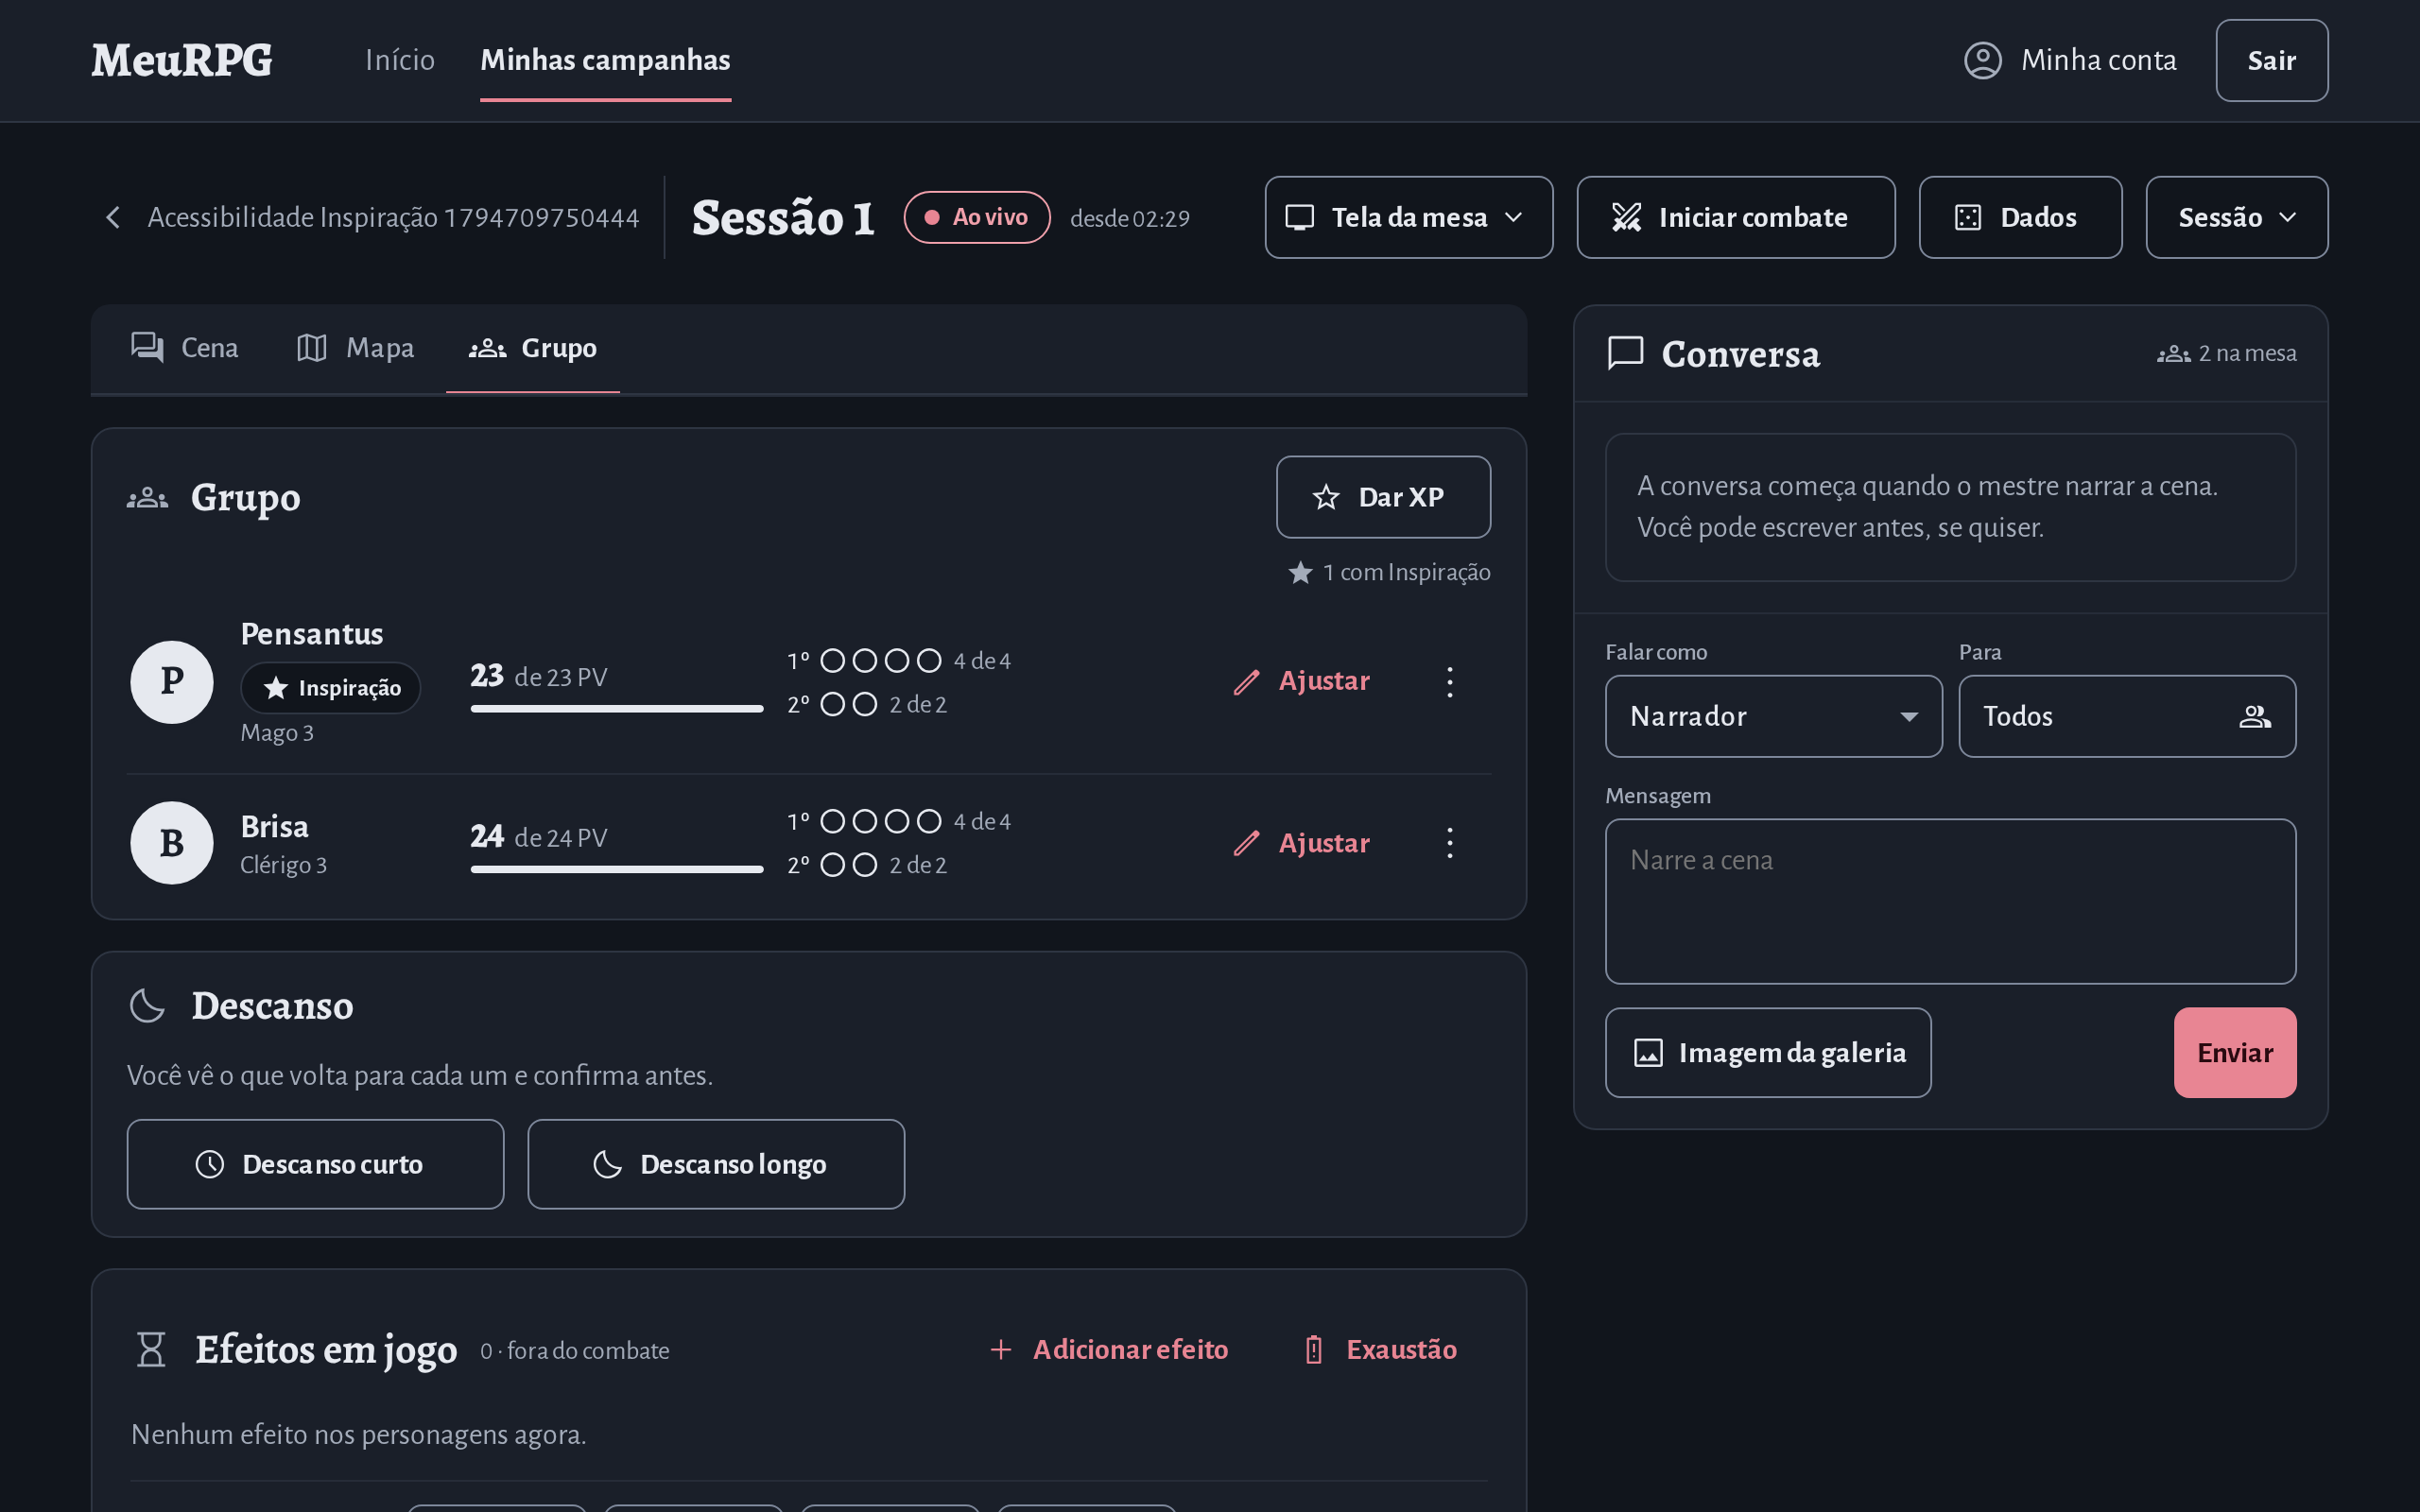 MeuRPG
Início
Minhas campanhas
Minha conta
Sair
Acessibilidade Inspiração 1794709750444
Sessão 1
Ao vivo
desde 02:29
Tela da mesa
Iniciar combate
Dados
Sessão
Cena
Mapa
Grupo
Grupo
Dar XP
1 com Inspiração
P
Pensantus
Inspiração
Mago 3
23 de 23 PV
1º 4 de 4
2º 2 de 2
Ajustar
B
Brisa
Clérigo 3
24 de 24 PV
1º 4 de 4
2º 2 de 2
Ajustar
Descanso
Você vê o que volta para cada um e confirma antes.
Descanso curto
Descanso longo
Efeitos em jogo
0 · fora do combate
Adicionar efeito
Exaustão
Nenhum efeito nos personagens agora.
Conversa
2 na mesa
A conversa começa quando o mestre narrar a cena.
Você pode escrever antes, se quiser.
Falar como
Para
Narrador
Todos
Mensagem
Narre a cena
Imagem da galeria
Enviar